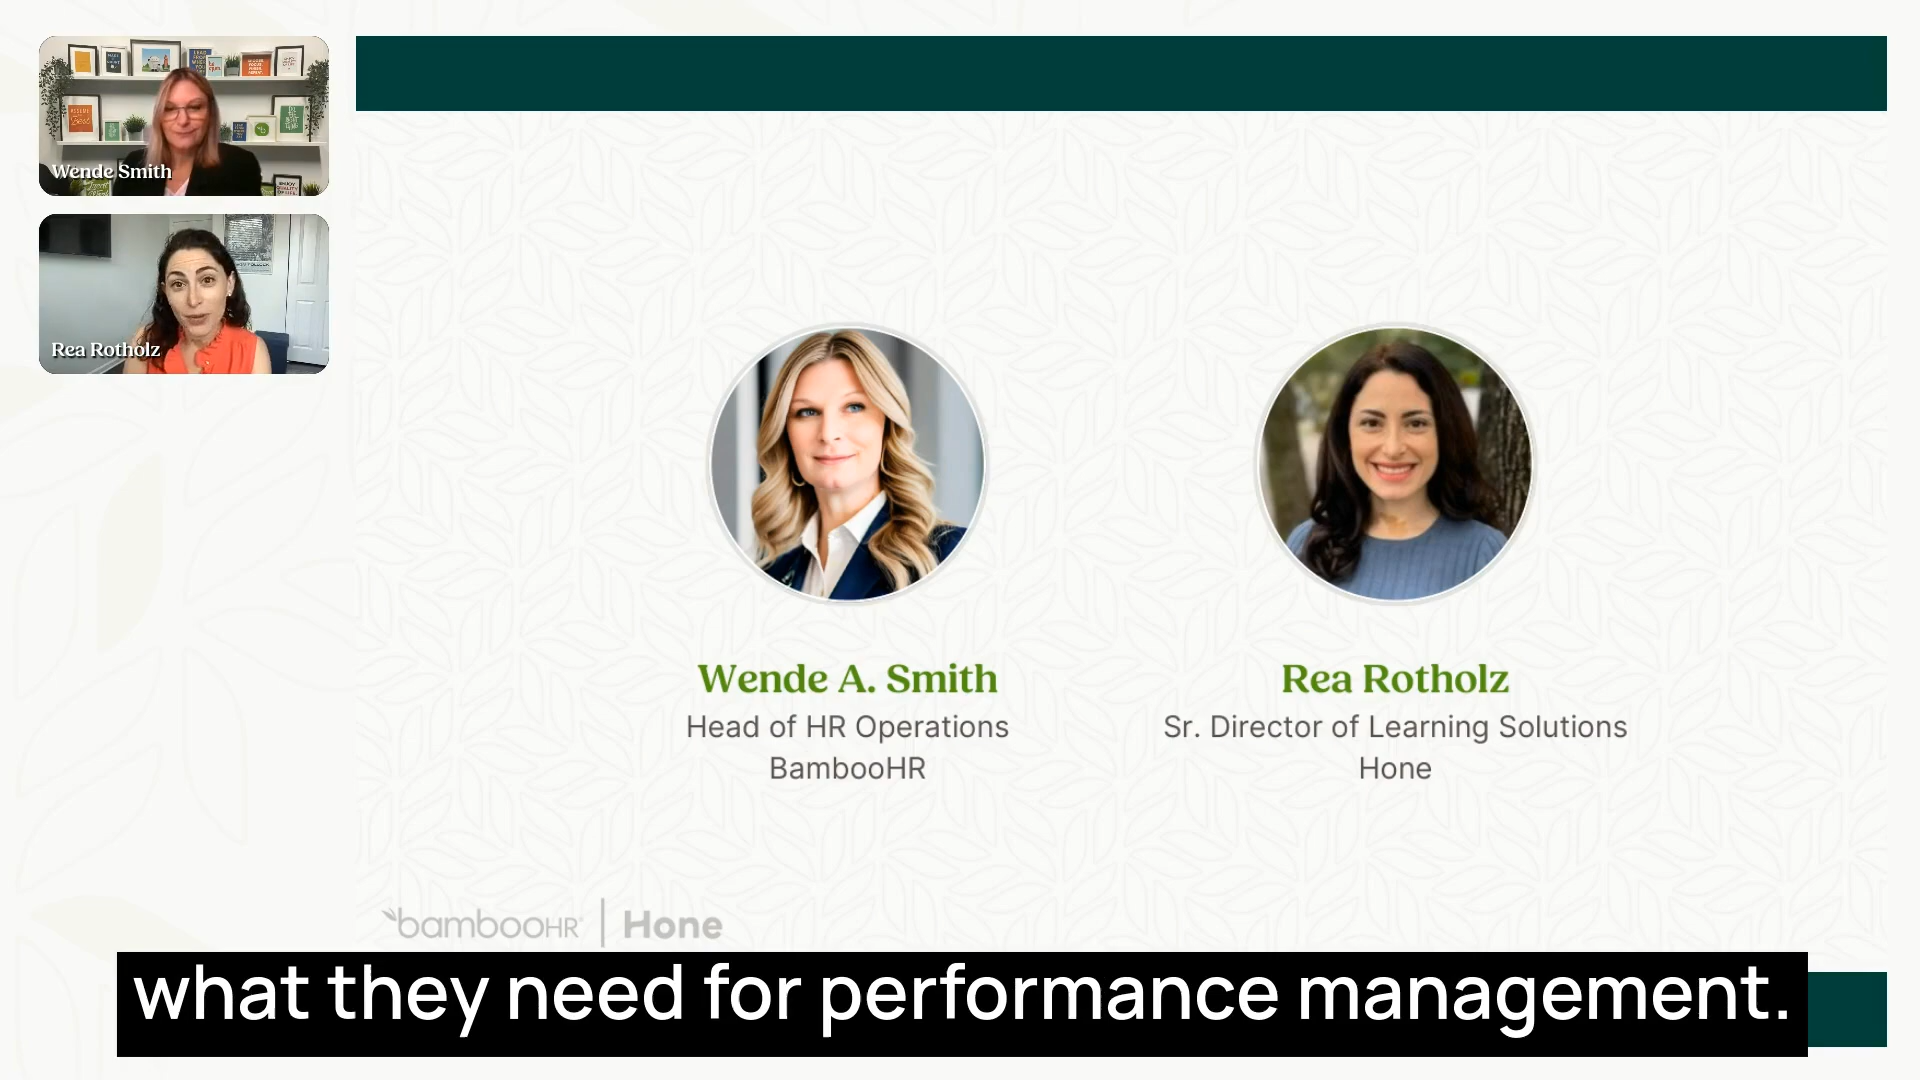 Wende Smith
Rea Rotholz
Wende A. Smith
Head of HR Operations
BambooHR
Rea Rotholz
Sr. Director of Learning Solutions
Hone
bambooHR | Hone
what they need for performance management.